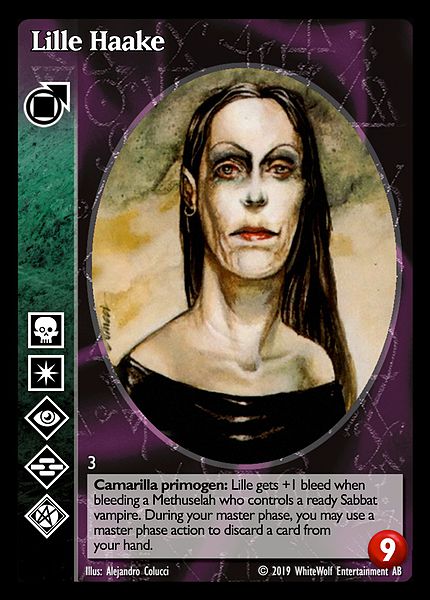 Lille Haake
3
Camarilla primogen: Lille gets +1 bleed when
bleeding a Methuselah who controls a ready Sabbat
vampire. During your master phase, you may use a
master phase action to discard a card from
your hand.
9
Illus: Alejandro Colucci
© 2019 WhiteWolf Entertainment AB